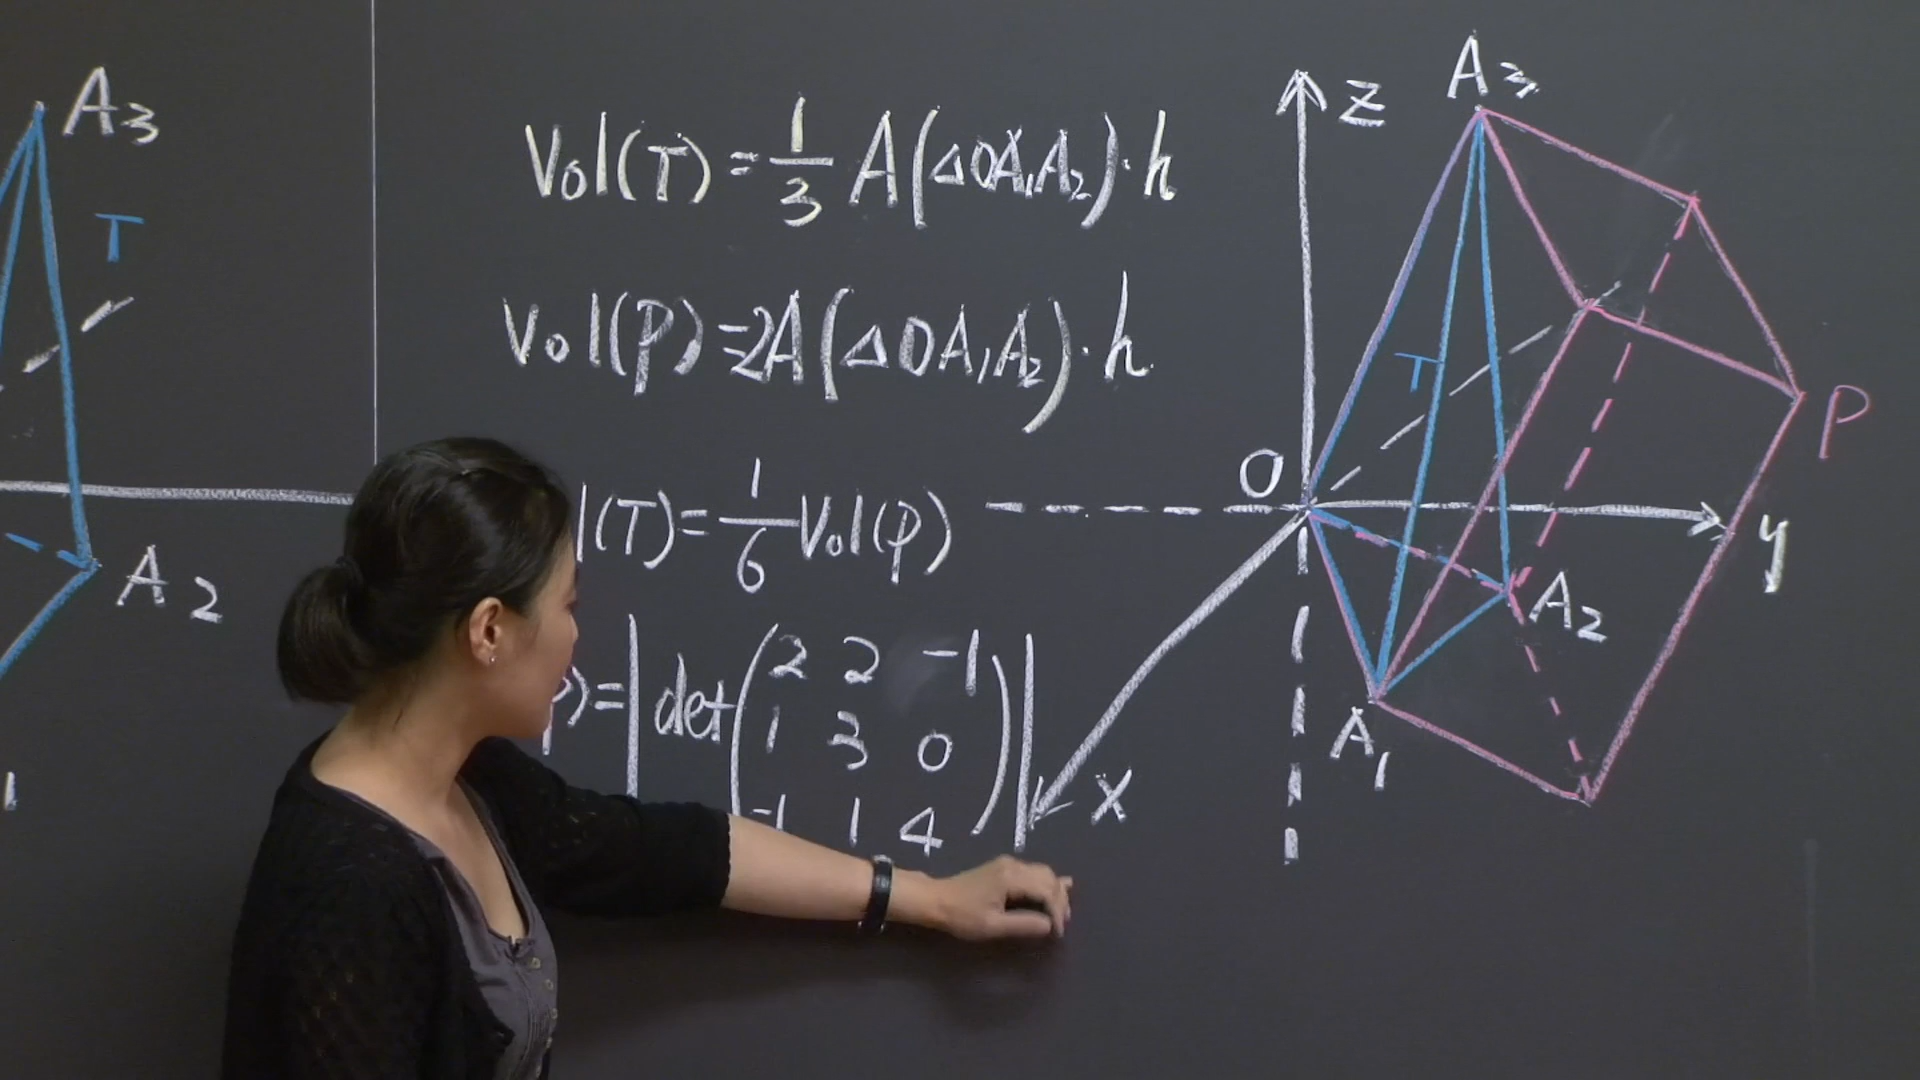 A3
T
A2
1
Vol(T) = 1/3 A(△OA₁A₂)·h
Vol(P) = 2A(△OA₁A₂)·h
l(T) = 1/6 Vol(P)
P) = | det( 2 2 -1
1 3 0
-1 1 4 ) |
z
A3
T
P
O
y
A2
A1
x